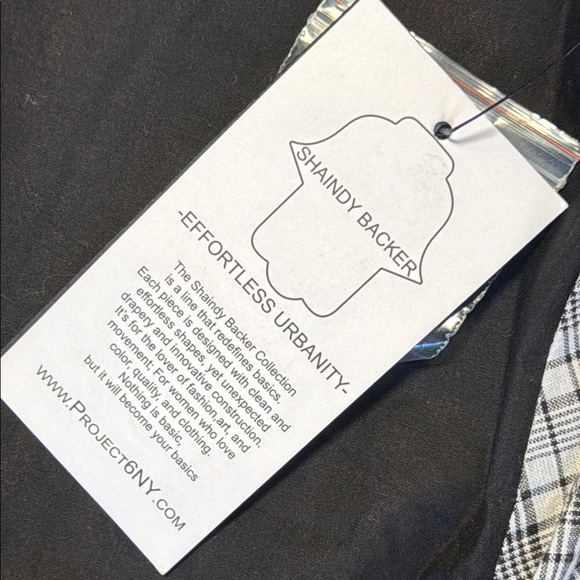 SHAINDY BACKER
-EFFORTLESS URBANITY-
The Shaindy Backer Collection
is a line that redefines basics.
Each piece is designed with clean and
effortless shapes, yet unexpected
drapery and innovative construction.
It's for the lover of fashion,art, and
movement; For women who love
color, quality, and clothing.
Nothing is basic,
but it will become your basics
WWW.PROJECT6NY.COM